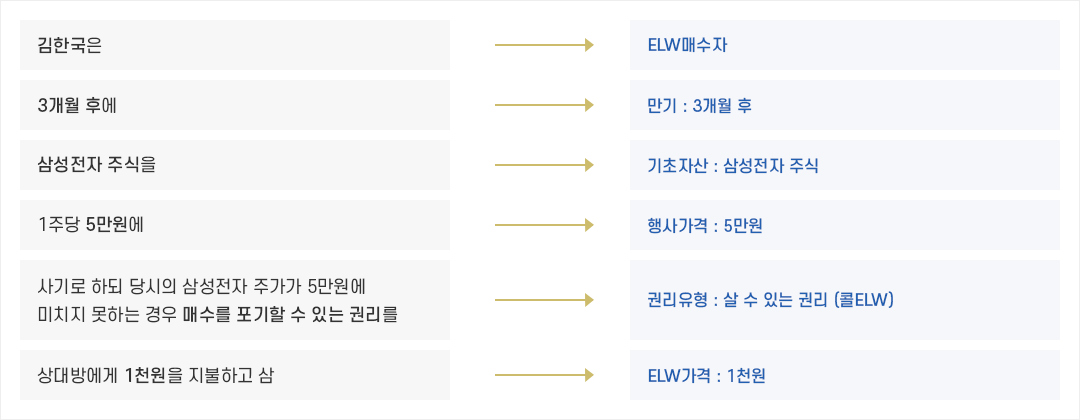 김한국은
ELW매수자
3개월 후에
만기 : 3개월 후
삼성전자 주식을
기초자산 : 삼성전자 주식
1주당 5만원에
행사가격 : 5만원
사기로 하되 당시의 삼성전자 주가가 5만원에
미치지 못하는 경우 매수를 포기할 수 있는 권리를
권리유형 : 살 수 있는 권리 (콜ELW)
상대방에게 1천원을 지불하고 삼
ELW가격 : 1천원